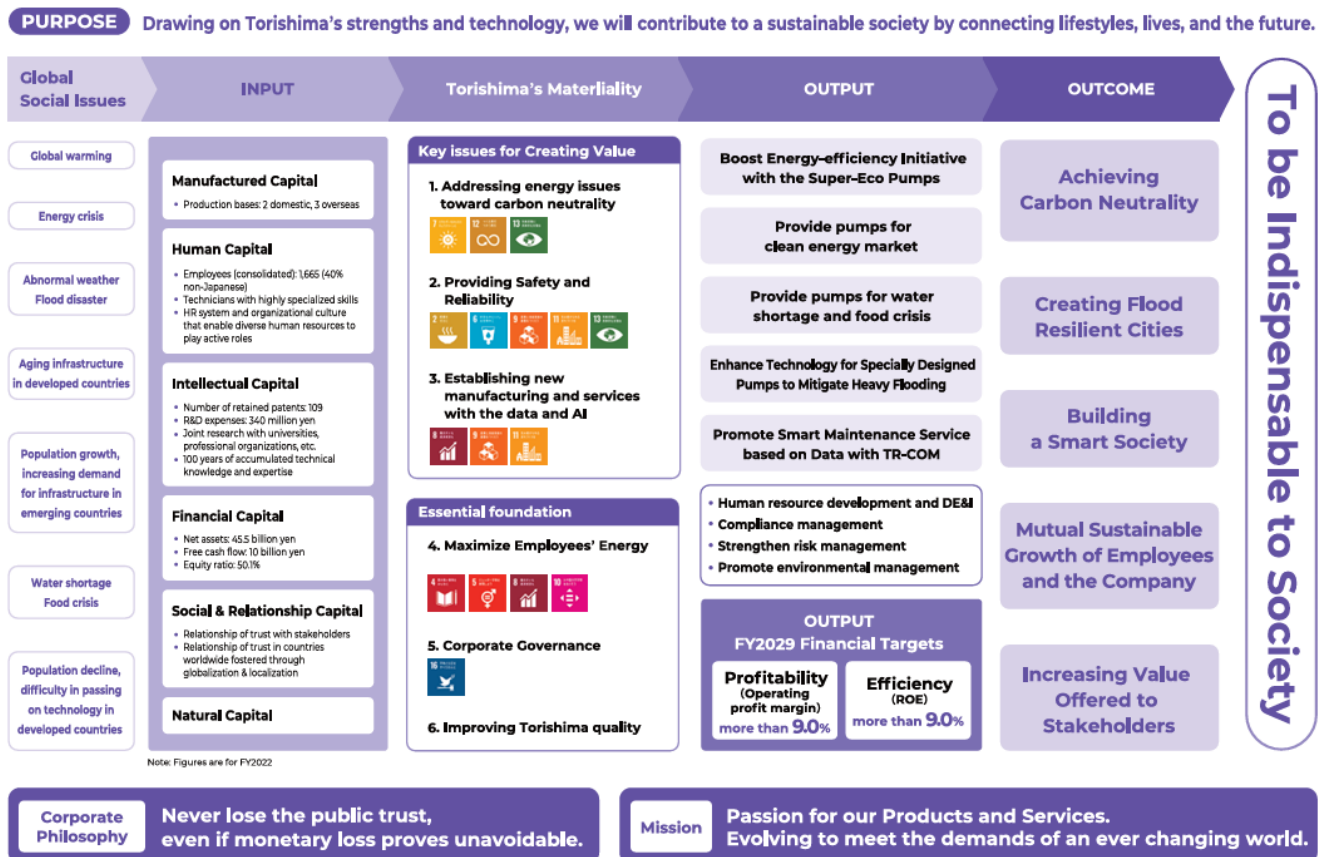 PURPOSE
Drawing on Torishima's strengths and technology, we will contribute to a sustainable society by connecting lifestyles, lives, and the future.
Global
Social Issues
INPUT
Torishima's Materiality
OUTPUT
OUTCOME
Global warming
Energy crisis
Abnormal weather
Flood disaster
Aging infrastructure
in developed countries
Population growth,
increasing demand
for infrastructure in
emerging countries
Water shortage
Food crisis
Population decline,
difficulty in passing
on technology in
developed countries
Manufactured Capital
• Production bases: 2 domestic, 3 overseas
Human Capital
• Employees (consolidated): 1,665 (40%
non-Japanese)
• Technicians with highly specialized skills
• HR system and organizational culture
that enable diverse human resources to
play active roles
Intellectual Capital
• Number of retained patents: 109
• R&D expenses: 340 million yen
• Joint research with universities,
professional organizations, etc.
• 100 years of accumulated technical
knowledge and expertise
Financial Capital
• Net assets: 45.5 billion yen
• Free cash flow: 10 billion yen
• Equity ratio: 50.1%
Social & Relationship Capital
• Relationship of trust with stakeholders
• Relationship of trust in countries
worldwide fostered through
globalization & localization
Natural Capital
Note: Figures are for FY2022
Key issues for Creating Value
1. Addressing energy issues
toward carbon neutrality
7
12
13
2. Providing Safety and
Reliability
2
6
9
11
13
3. Establishing new
manufacturing and services
with the data and AI
8
9
11
Essential foundation
4. Maximize Employees' Energy
4
5
8
10
5. Corporate Governance
16
6. Improving Torishima quality
Boost Energy-efficiency Initiative
with the Super-Eco Pumps
Provide pumps for
clean energy market
Provide pumps for water
shortage and food crisis
Enhance Technology for Specially Designed
Pumps to Mitigate Heavy Flooding
Promote Smart Maintenance Service
based on Data with TR-COM
• Human resource development and DE&I
• Compliance management
• Strengthen risk management
• Promote environmental management
OUTPUT
FY2029 Financial Targets
Profitability
(Operating
profit margin)
more than 9.0%
Efficiency
(ROE)
more than 9.0%
Achieving
Carbon Neutrality
Creating Flood
Resilient Cities
Building
a Smart Society
Mutual Sustainable
Growth of Employees
and the Company
Increasing Value
Offered to
Stakeholders
To be Indispensable to Society
Corporate
Philosophy
Never lose the public trust,
even if monetary loss proves unavoidable.
Mission
Passion for our Products and Services.
Evolving to meet the demands of an ever changing world.